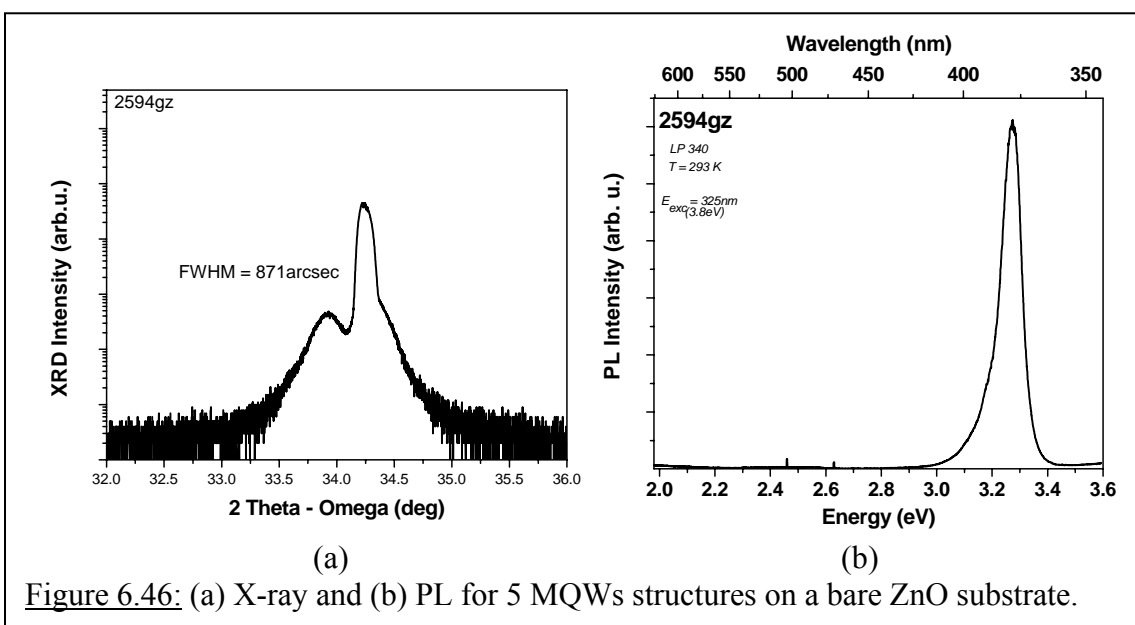 2594gz
FWHM = 871arcsec
XRD Intensity (arb.u.)
32.0 32.5 33.0 33.5 34.0 34.5 35.0 35.5 36.0
2 Theta - Omega (deg)
(a)
Wavelength (nm)
600 550 500 450 400 350
2594gz
LP 340
T = 293 K
E_exc = 325nm
(3.8eV)
PL Intensity (arb. u.)
2.0 2.2 2.4 2.6 2.8 3.0 3.2 3.4 3.6
Energy (eV)
(b)
Figure 6.46: (a) X-ray and (b) PL for 5 MQWs structures on a bare ZnO substrate.